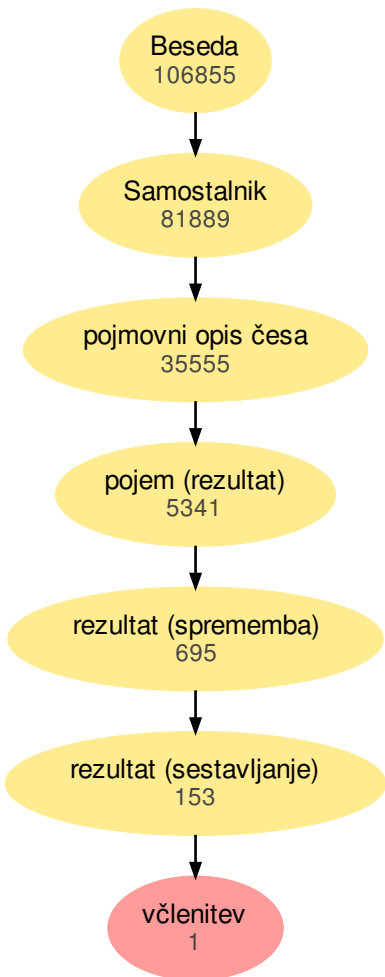 Beseda
106855
Samostalnik
81889
pojmovni opis česa
35555
pojem (rezultat)
5341
rezultat (sprememba)
695
rezultat (sestavljanje)
153
včlenitev
1